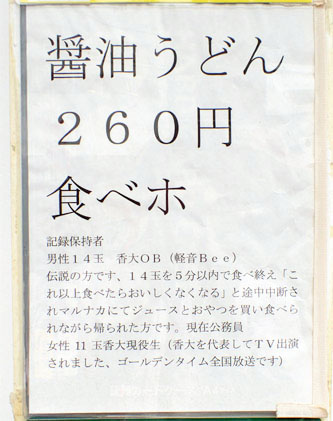 醤油うどん
２６０円
食べホ
記録保持者
男性１４玉　香大ＯＢ（軽音Ｂｅｅ）
伝説の方です、１４玉を５分以内で食べ終え「こ
れ以上食べたらおいしくなくなる」と途中中断さ
れマルナカにてジュースとおやつを買い食べら
れながら帰られた方です。現在公務員
女性 11 玉香大現役生（香大を代表してＴＶ出演
されました、ゴールデンタイム全国放送です）